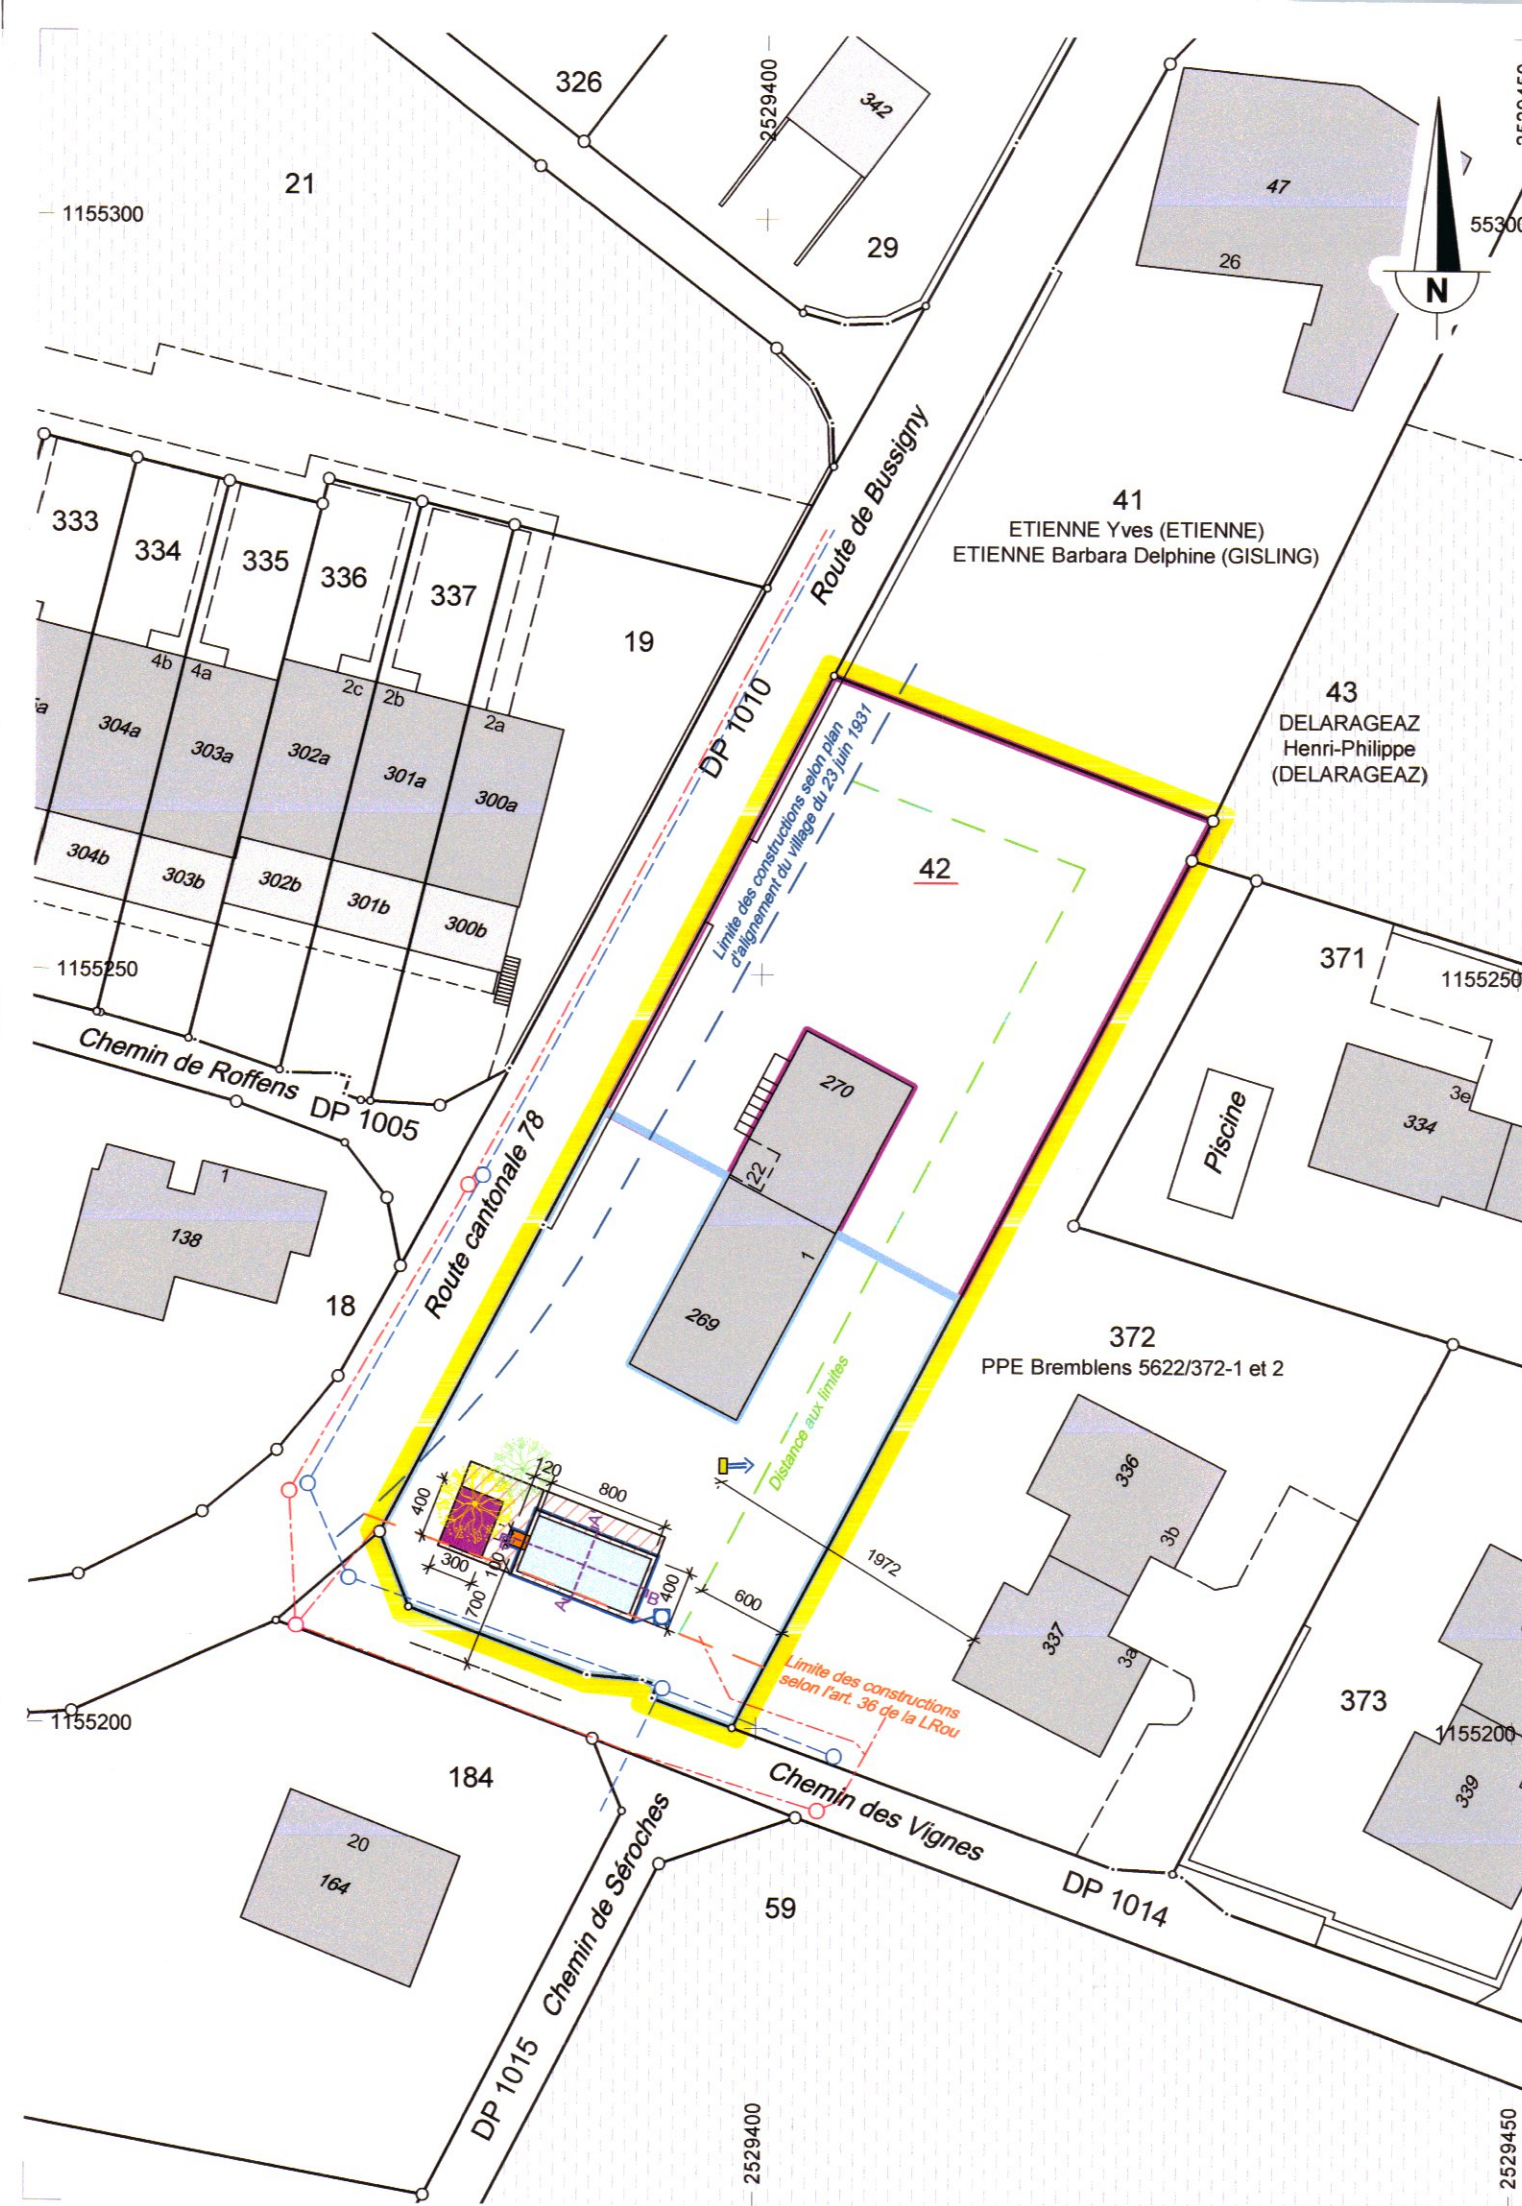 326
2529400
342
21
47
1155300
29
26
55300
N
Route de Bussigny
41
ETIENNE Yves (ETIENNE)
ETIENNE Barbara Delphine (GISLING)
333
334
335
336
337
19
43
DELARAGEAZ
Henri-Philippe
(DELARAGEAZ)
4b
4a
2c
2b
2a
304a
303a
302a
301a
300a
DP 1010
Limite des constructions selon plan
d'alignement du village du 23 juin 1931
42
304b
303b
302b
301b
300b
371
1155250
1155250
Chemin de Roffens
DP 1005
270
Piscine
3e
334
22
1
138
Route cantonale 78
1
18
269
372
PPE Bremblens 5622/372-1 et 2
Distance aux limites
336
3b
120
800
400
A
B
300
100
700
A
B
400
600
1972
337
3a
Limite des constructions
selon l'art. 36 de la LRou
373
1155200
1155200
184
Chemin des Vignes
339
20
164
Chemin de Séroches
59
DP 1014
DP 1015
2529400
2529450